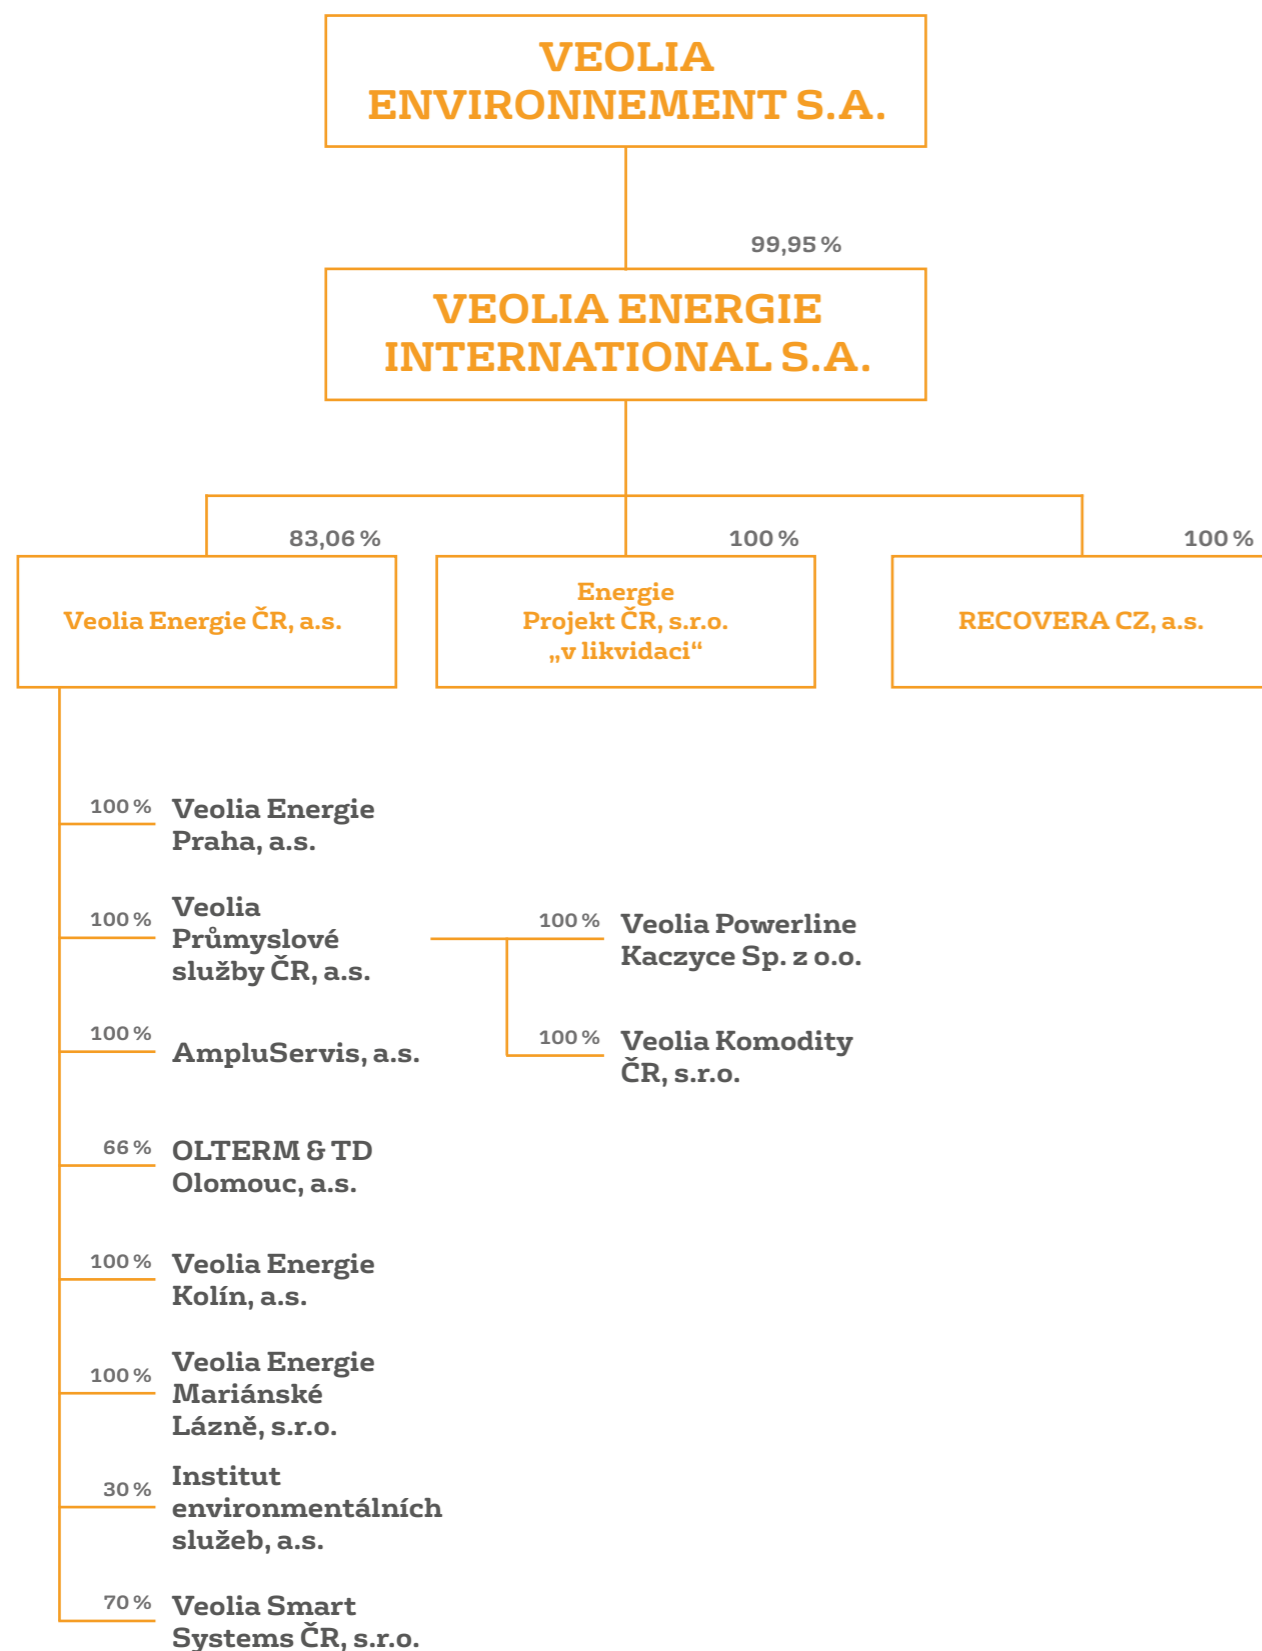 VEOLIA
ENVIRONNEMENT S.A.
99,95 %
VEOLIA ENERGIE
INTERNATIONAL S.A.
83,06 %
Veolia Energie ČR, a.s.
100 %
Energie
Projekt ČR, s.r.o.
„v likvidaci“
100 %
RECOVERA CZ, a.s.
100 %
Veolia Energie
Praha, a.s.
100 %
Veolia
Průmyslové
služby ČR, a.s.
100 %
Veolia Powerline
Kaczyce Sp. z o.o.
100 %
Veolia Komodity
ČR, s.r.o.
100 %
AmpluServis, a.s.
66 %
OLTERM & TD
Olomouc, a.s.
100 %
Veolia Energie
Kolín, a.s.
100 %
Veolia Energie
Mariánské
Lázně, s.r.o.
30 %
Institut
environmentálních
služeb, a.s.
70 %
Veolia Smart
Systems ČR, s.r.o.